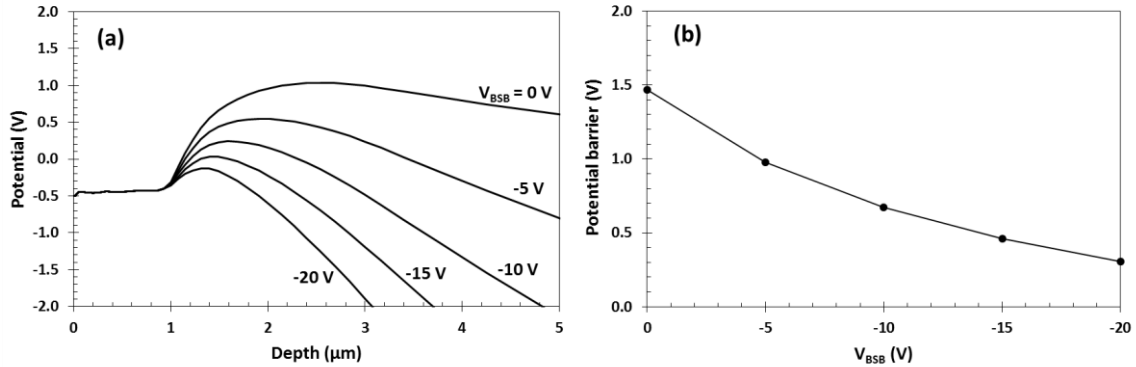 (a)
2.0
1.5
1.0
0.5
0.0
-0.5
-1.0
-1.5
-2.0
Potential (V)
V_BSB = 0 V
-5 V
-10 V
-15 V
-20 V
0 1 2 3 4 5
Depth (μm)
(b)
2.0
1.5
1.0
0.5
0.0
Potential barrier (V)
0 -5 -10 -15 -20
V_BSB (V)